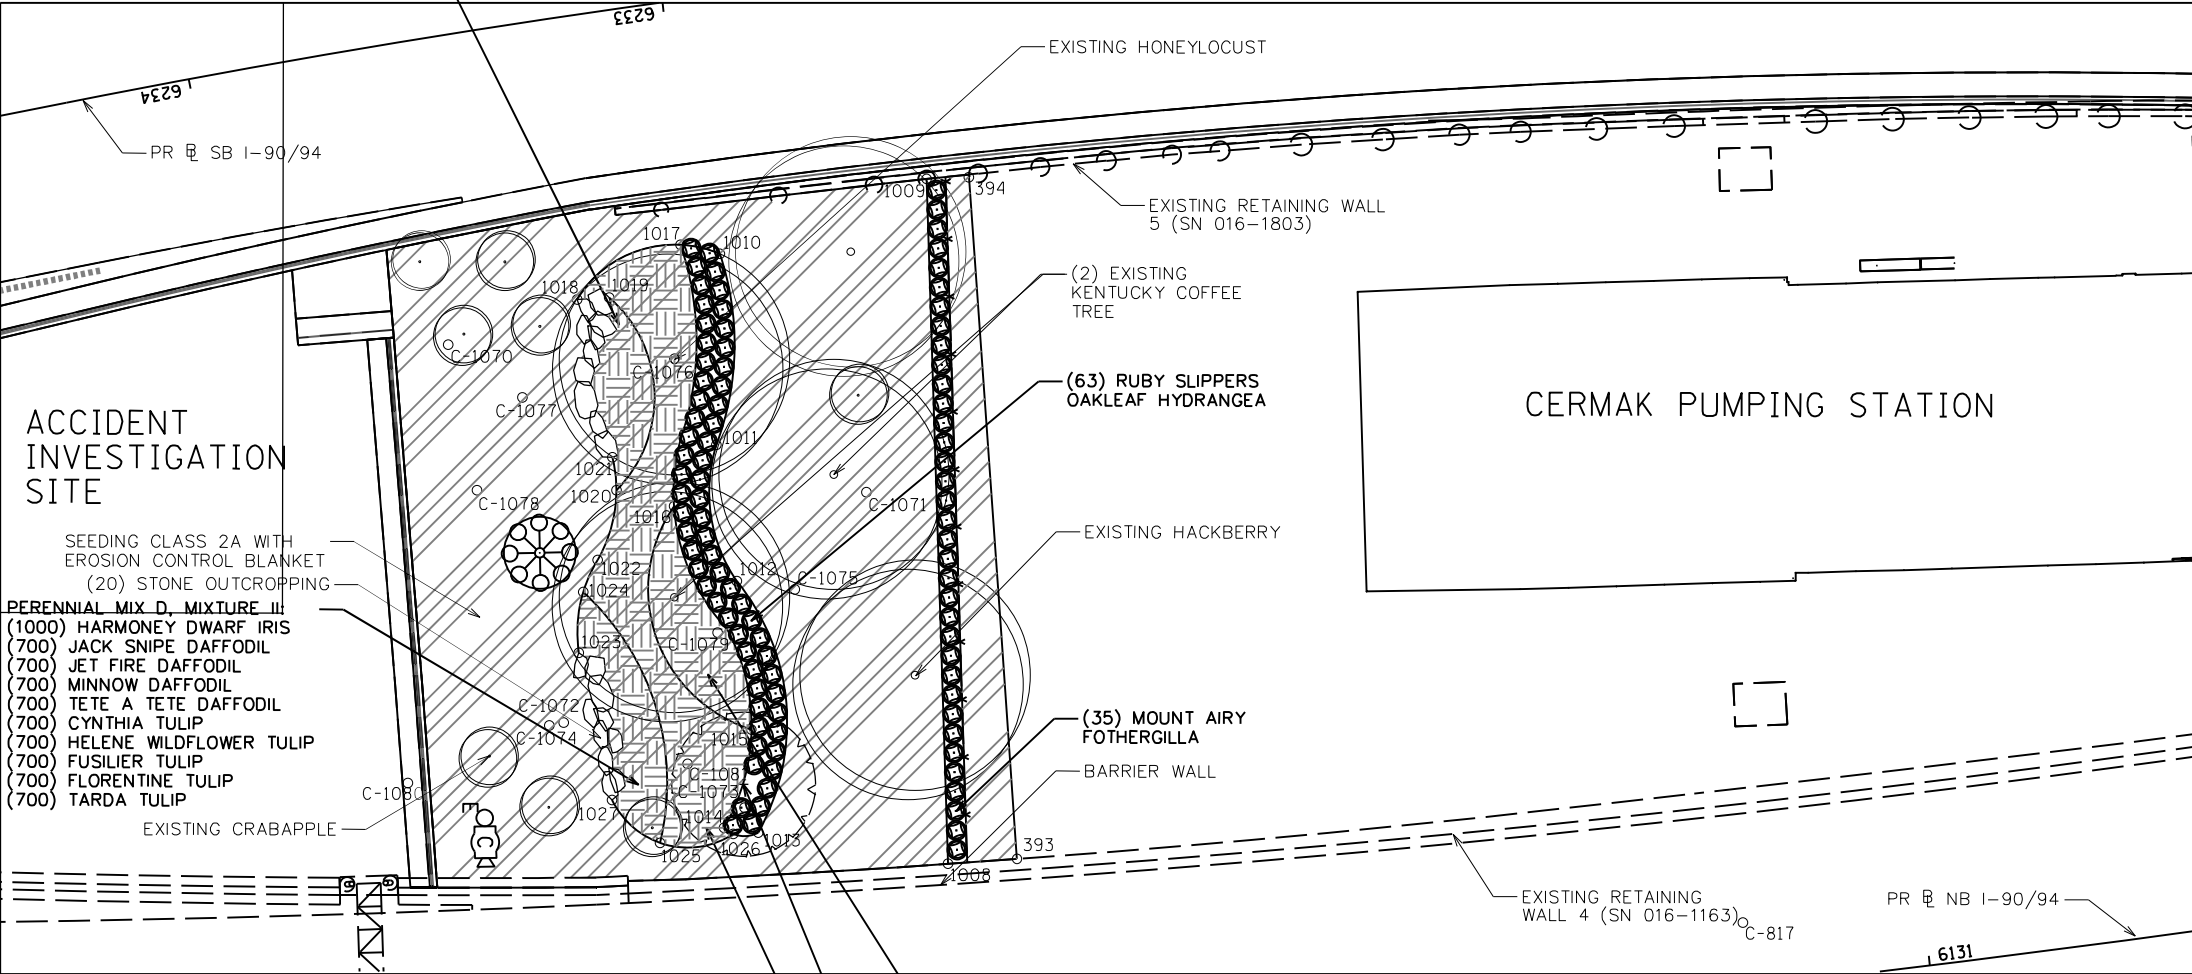 6233
EXISTING HONEYLOCUST
6234
PR BL SB I-90/94
1009
394
EXISTING RETAINING WALL
5 (SN 016-1803)
1017
1010
1018
1019
(2) EXISTING
KENTUCKY COFFEE
TREE
C-1070
C-1076
(63) RUBY SLIPPERS
OAKLEAF HYDRANGEA
C-1077
CERMAK PUMPING STATION
ACCIDENT
INVESTIGATION
SITE
1011
1021
1020
C-1078
C-1071
1016
SEEDING CLASS 2A WITH
EROSION CONTROL BLANKET
EXISTING HACKBERRY
(20) STONE OUTCROPPING
1022
1012
C-1075
1024
PERENNIAL MIX D, MIXTURE II:
(1000) HARMONEY DWARF IRIS
(700) JACK SNIPE DAFFODIL
(700) JET FIRE DAFFODIL
(700) MINNOW DAFFODIL
(700) TETE A TETE DAFFODIL
(700) CYNTHIA TULIP
(700) HELENE WILDFLOWER TULIP
(700) FUSILIER TULIP
(700) FLORENTINE TULIP
(700) TARDA TULIP
1023
C-1079
C-1072
C-1074
1015
(35) MOUNT AIRY
FOTHERGILLA
BARRIER WALL
C-108
C-1073
C-1080
1027
1014
EXISTING CRABAPPLE
E
C
1025
1026
1013
393
1008
EXISTING RETAINING
WALL 4 (SN 016-1163)
C-817
PR BL NB I-90/94
6131